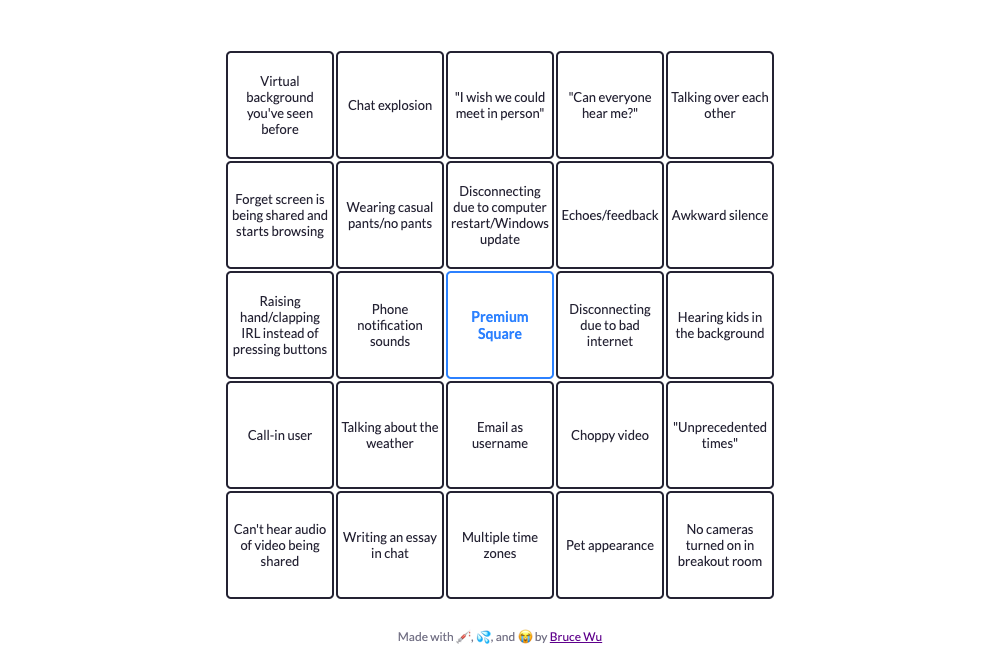 Virtual
background
you've seen
before
Chat explosion
"I wish we could
meet in person"
"Can everyone
hear me?"
Talking over each
other
Forget screen is
being shared and
starts browsing
Wearing casual
pants/no pants
Disconnecting
due to computer
restart/Windows
update
Echoes/feedback
Awkward silence
Raising
hand/clapping
IRL instead of
pressing buttons
Phone
notification
sounds
Premium
Square
Disconnecting
due to bad
internet
Hearing kids in
the background
Call-in user
Talking about the
weather
Email as
username
Choppy video
"Unprecedented
times"
Can't hear audio
of video being
shared
Writing an essay
in chat
Multiple time
zones
Pet appearance
No cameras
turned on in
breakout room
Made with 💉, 💦, and 😭 by Bruce Wu